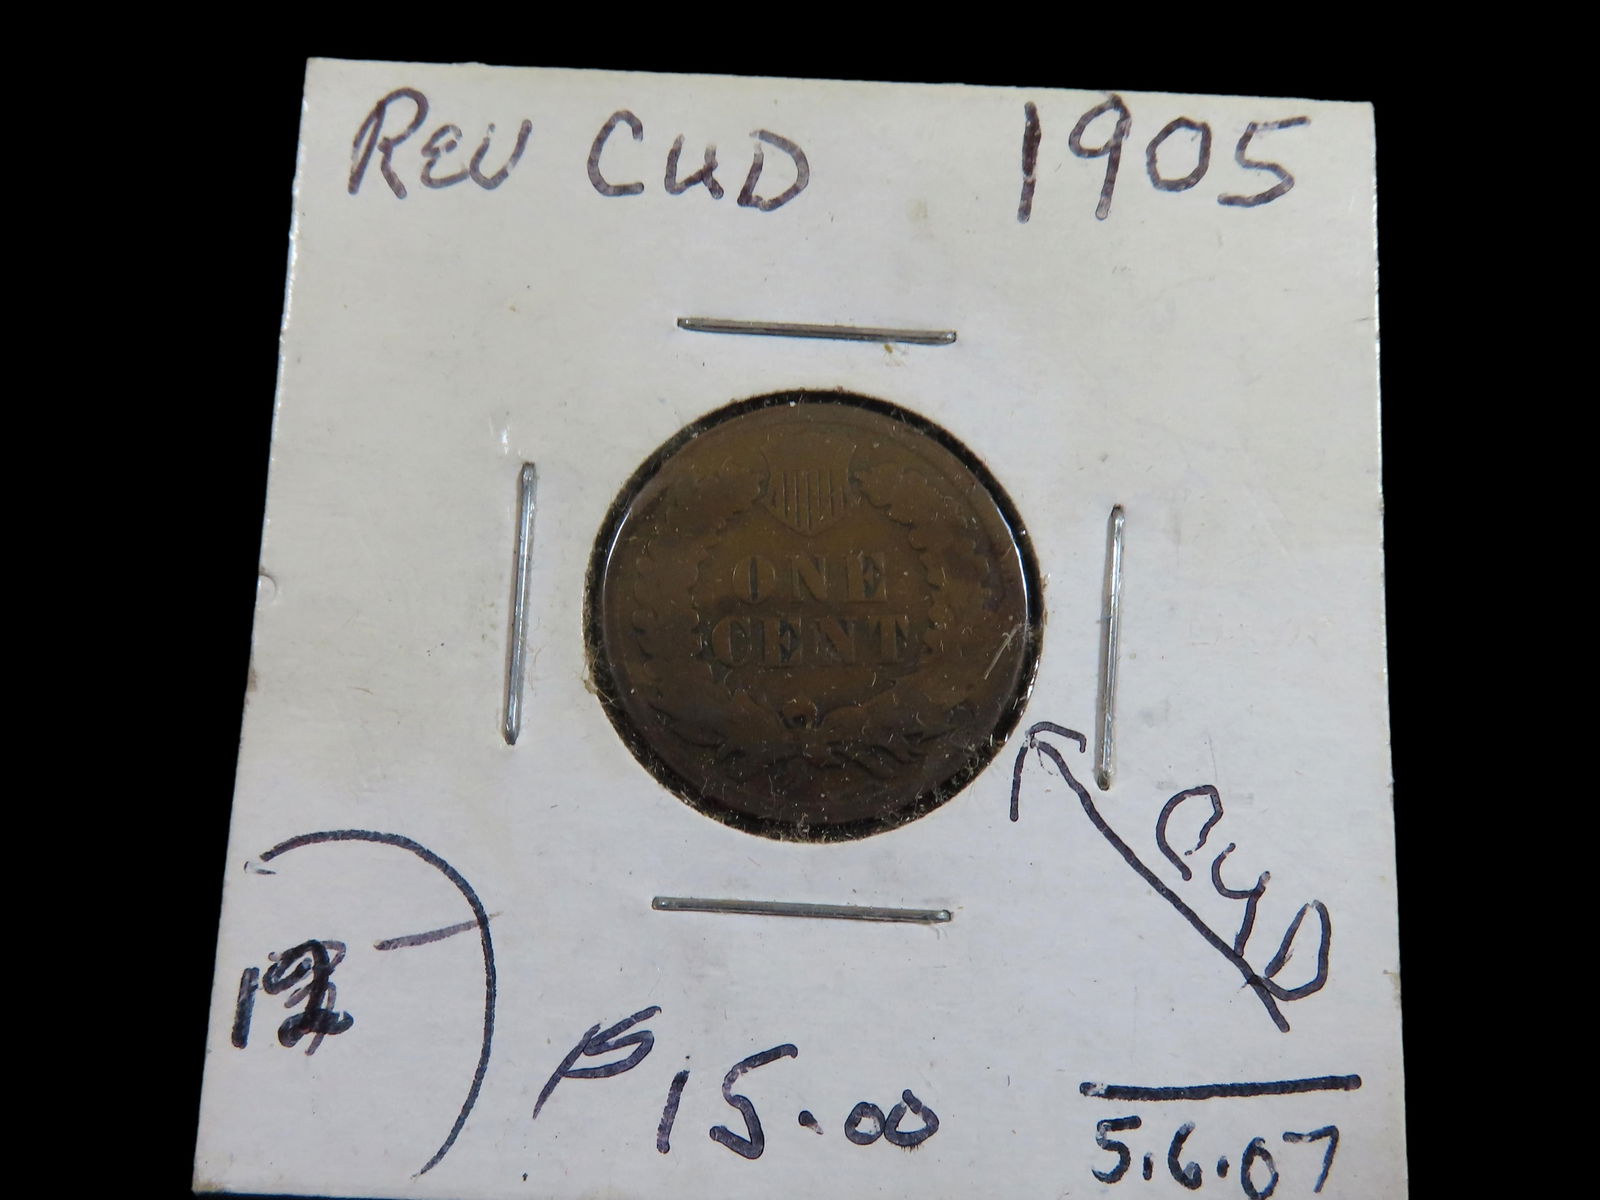 REV CUD 1905
ONE
CENT
CUD
$15.00
5.6.07